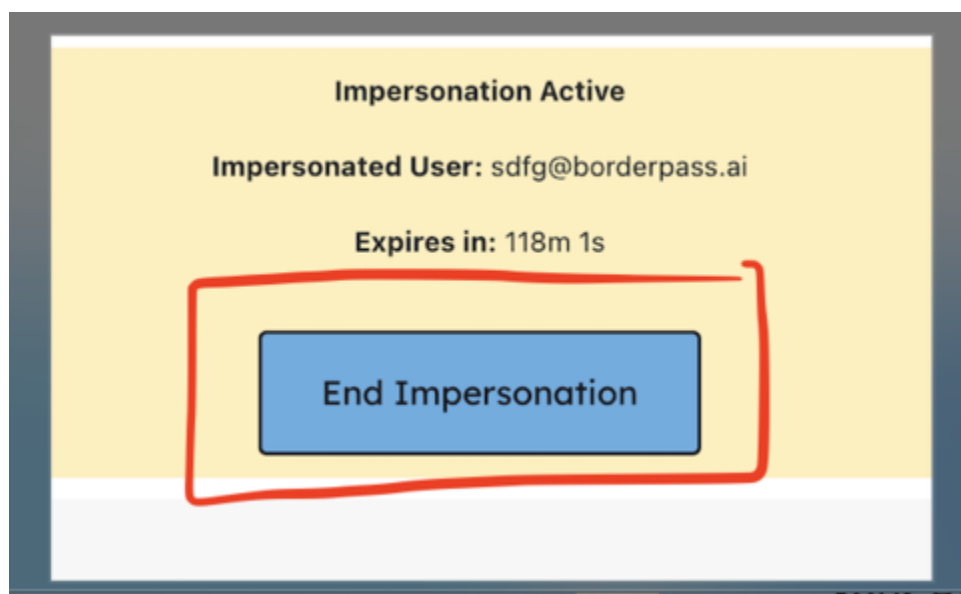 Impersonation Active
Impersonated User: sdfg@borderpass.ai
Expires in: 118m 1s
End Impersonation